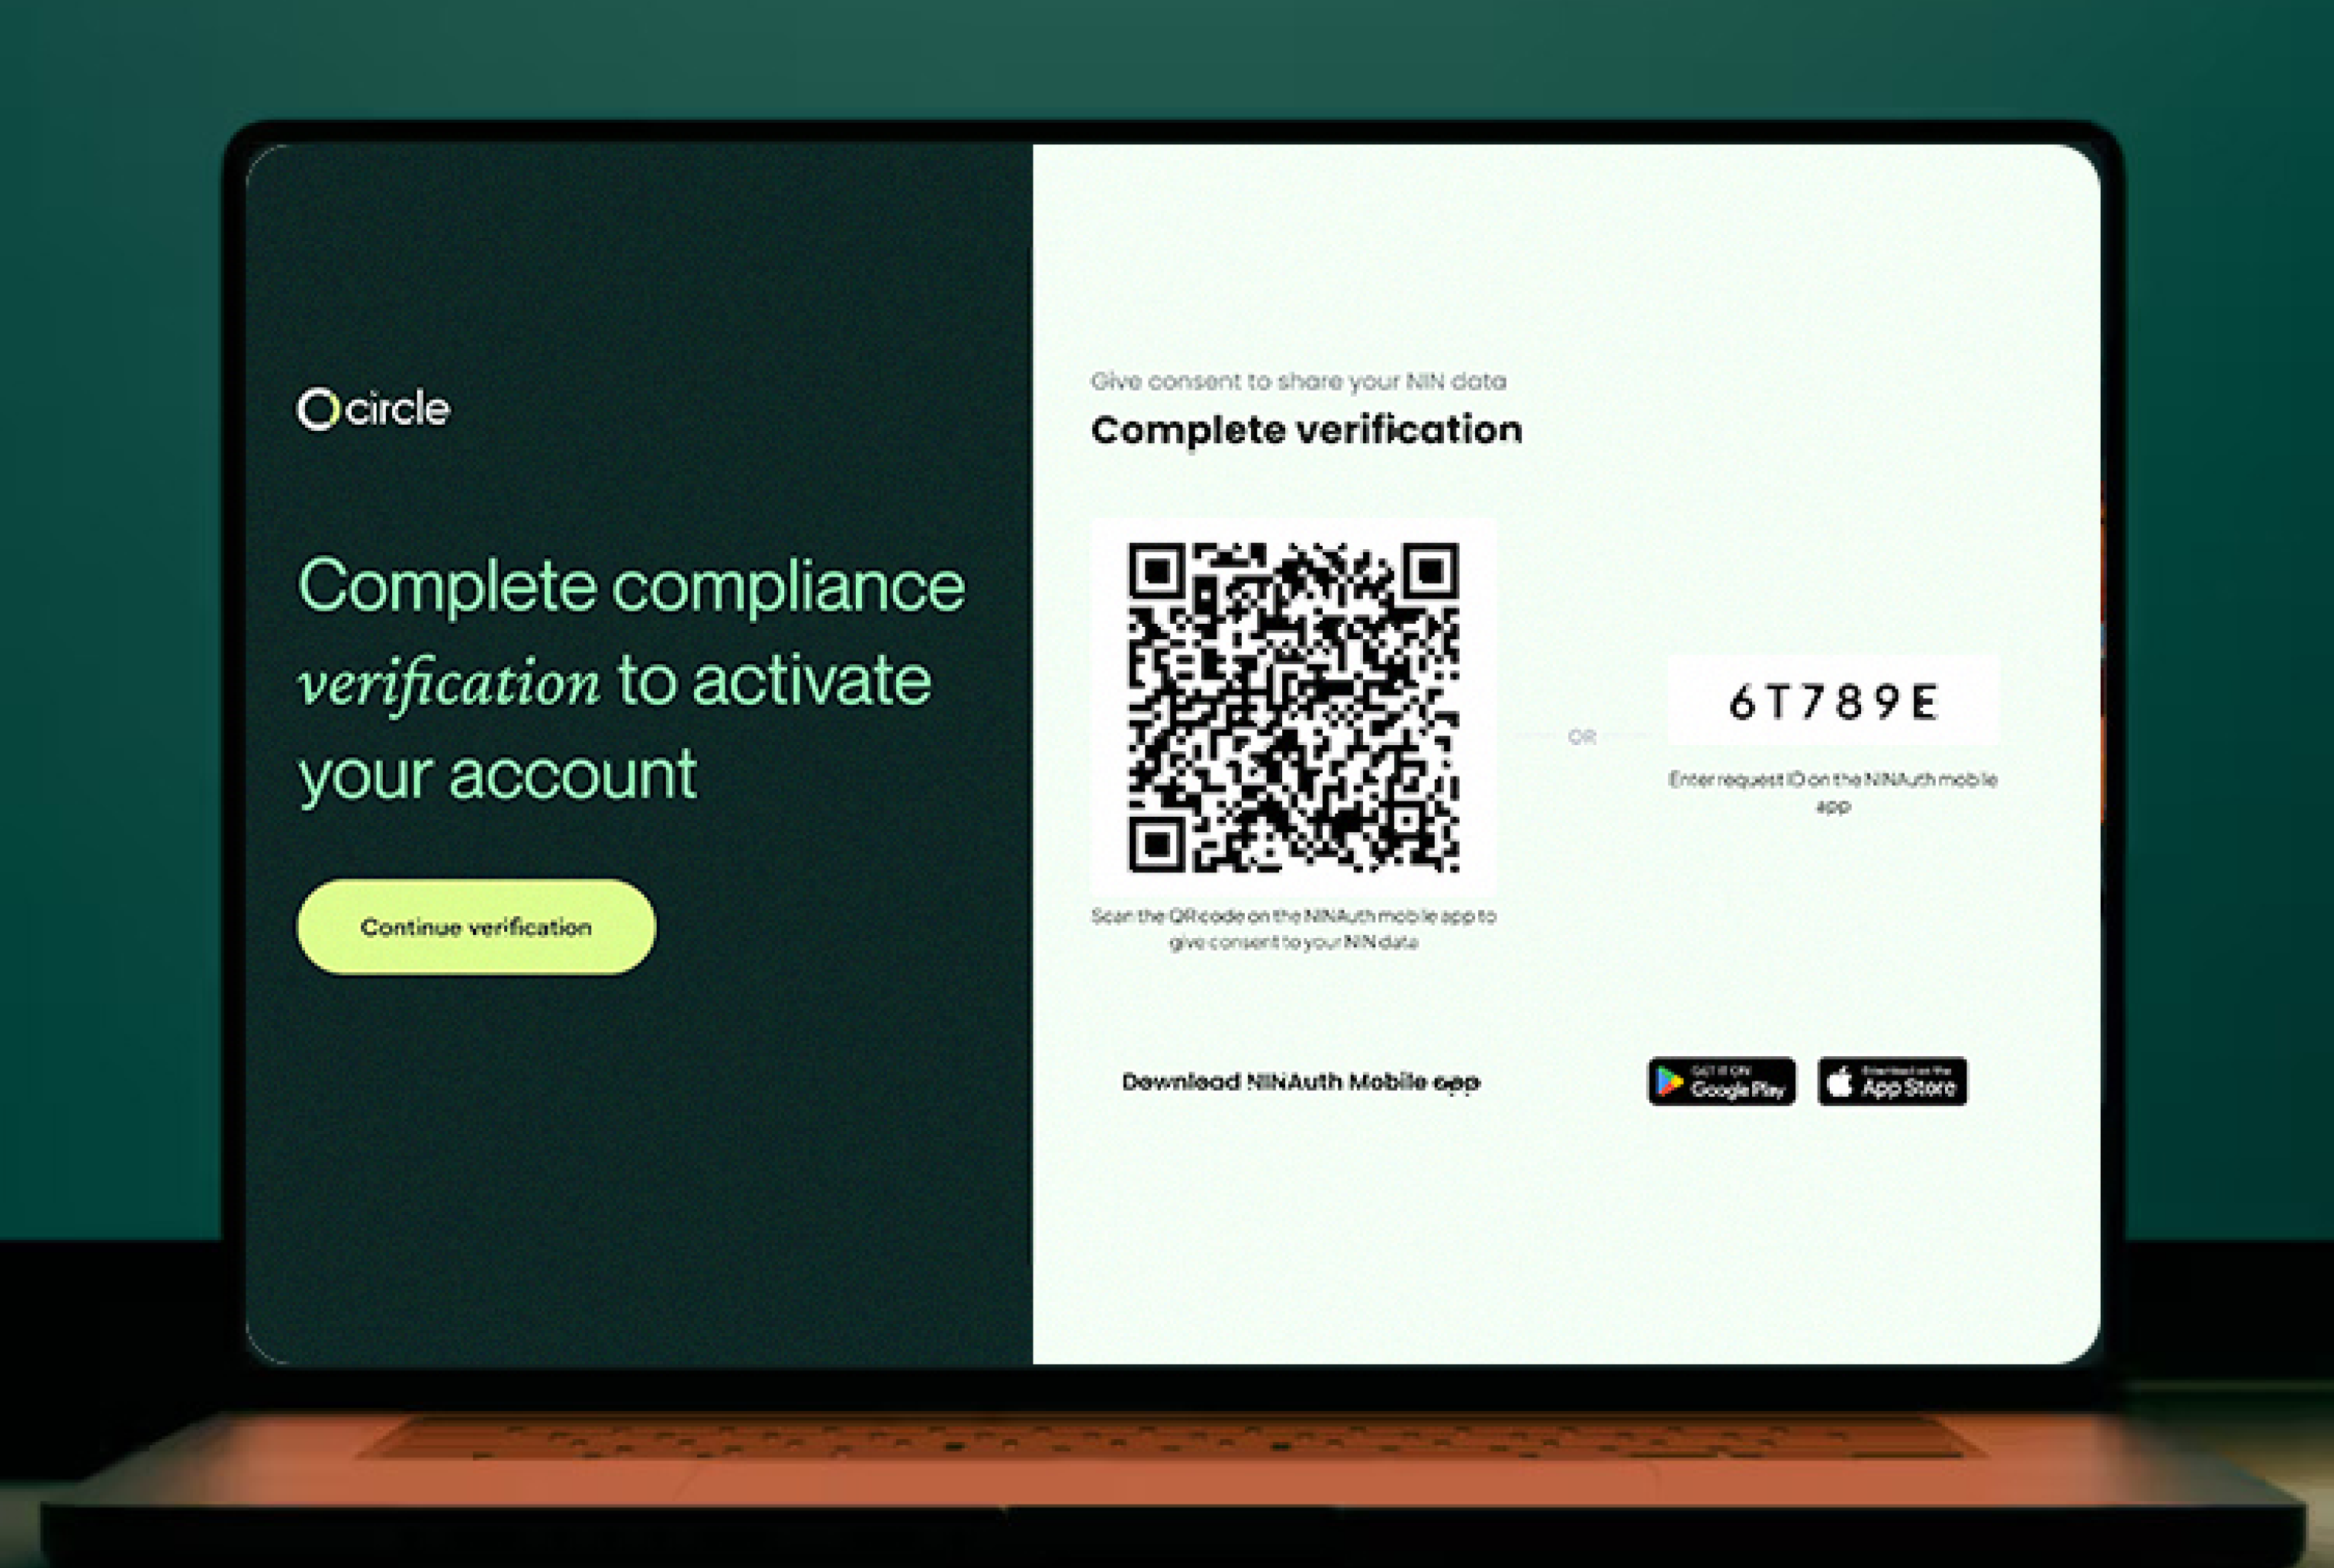 circle
Complete compliance
verification to activate
your account
Continue verification
Give consent to share your NIN data
Complete verification
Scan the QR code on the NINAuth mobile app to
give consent to your NIN data
OR
6T789E
Enter request ID on the NINAuth mobile
app
Download NINAuth Mobile app
GET IT ON
Google Play
Download on the
App Store